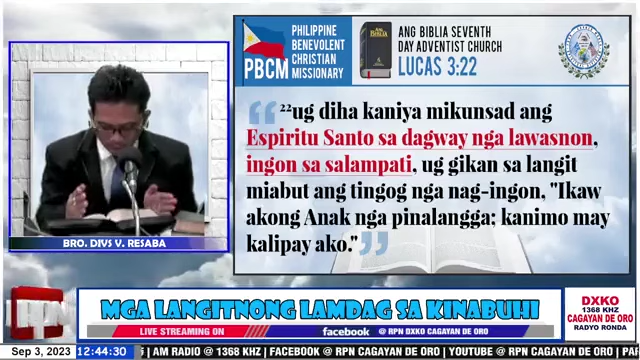 PBCM
PHILIPPINE
BENEVOLENT
CHRISTIAN
MISSIONARY
ANG BIBLIA SEVENTH
DAY ADVENTIST CHURCH
LUCAS 3:22
"22ug diha kaniya mikunsad ang
Espiritu Santo sa dagway nga lawasnon,
ingon sa salampati, ug gikan sa langit
miabut ang tingog nga nag-ingon, "Ikaw
akong Anak nga pinalangga; kanimo may
kalipay ako.""
BRO. DIVS V. RESABA
MGA LANGITNONG LAMDAG SA KINABUHI
LIVE STREAMING ON facebook @ RPN DXKO CAGAYAN DE ORO
DXKO
1368 KHZ
CAGAYAN DE ORO
RADYO RONDA
RPN
Sep 3, 2023 12:44:30 | AM RADIO @ 1368 KHZ | FACEBOOK @ RPN CAGAYAN DE ORO | YOUTUBE @ RPN CAGAYAN DE ORO